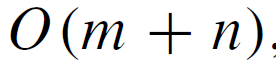 O(m + n),